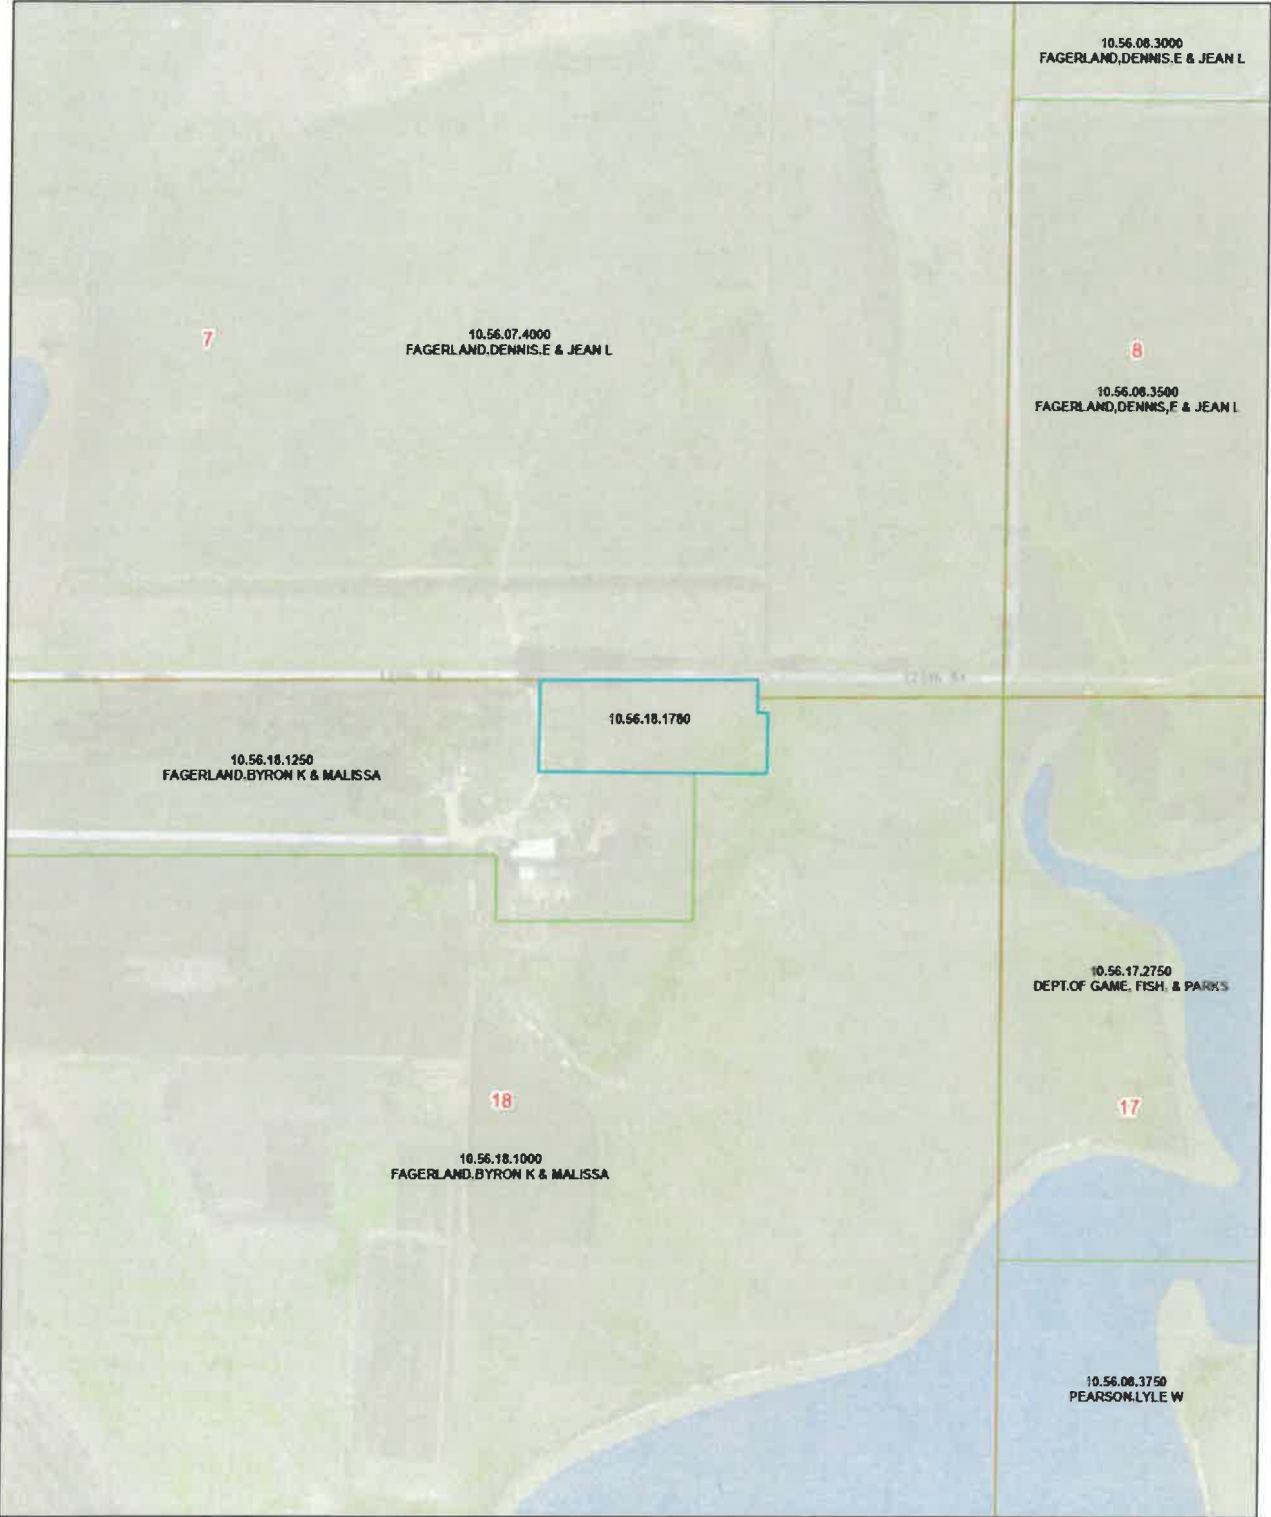 10.56.08.3000
FAGERLAND,DENNIS.E & JEAN L
7
10.56.07.4000
FAGERLAND.DENNIS.E & JEAN L
8
10.56.08.3500
FAGERLAND,DENNIS,E & JEAN L
10.56.18.1780
10.56.18.1250
FAGERLAND.BYRON K & MALISSA
10.56.17.2750
DEPT.OF GAME, FISH, & PARKS
18
17
10.56.18.1000
FAGERLAND.BYRON K & MALISSA
10.56.08.3750
PEARSON.LYLE W